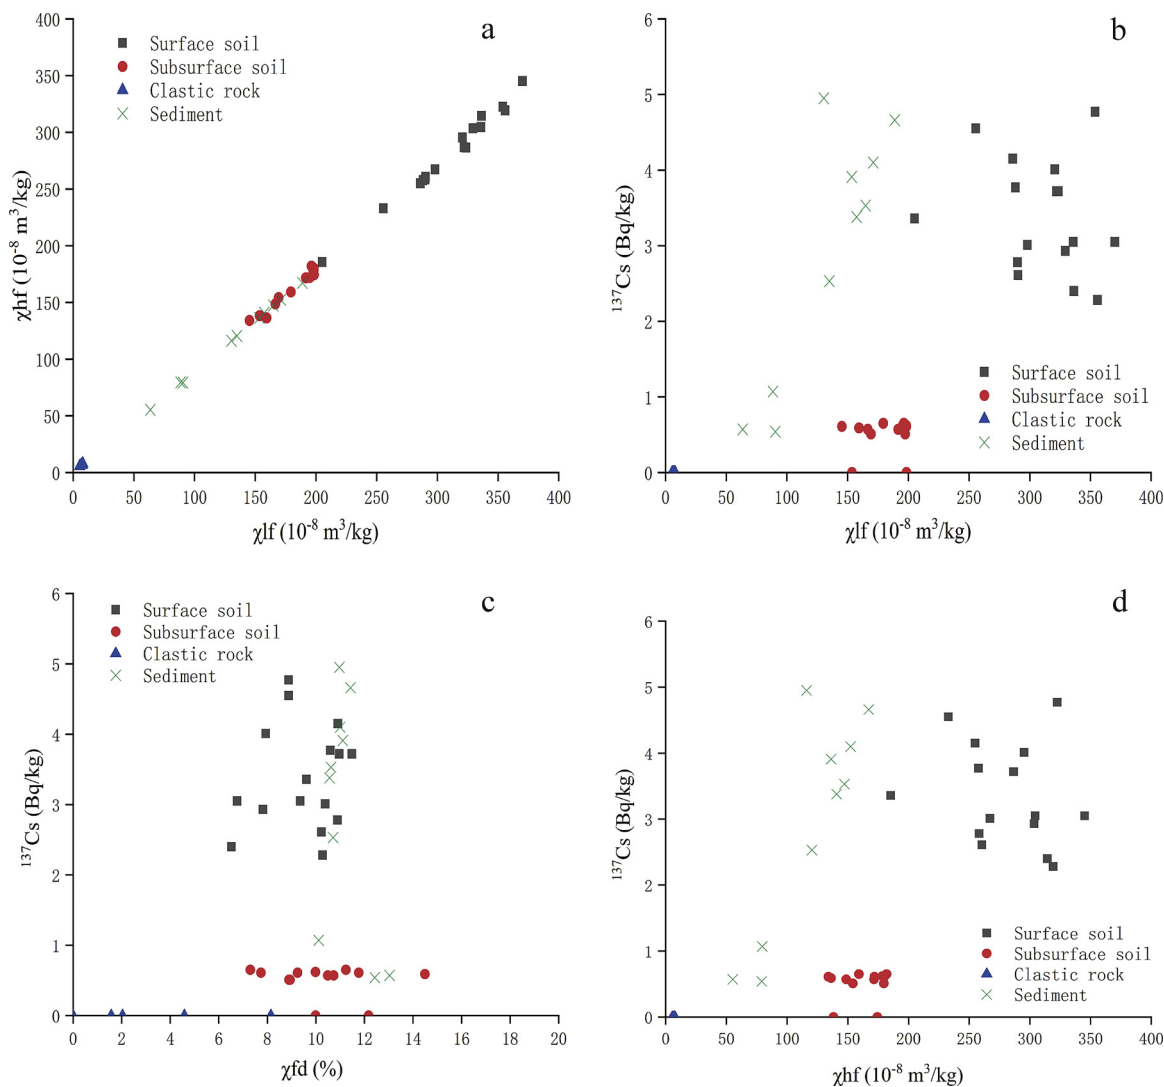 a
Surface soil
Subsurface soil
Clastic rock
Sediment
400
350
300
250
200
150
100
50
0
χhf (10⁻⁸ m³/kg)
0 50 100 150 200 250 300 350 400
χlf (10⁻⁸ m³/kg)
b
6
5
4
3
2
1
0
¹³⁷Cs (Bq/kg)
Surface soil
Subsurface soil
Clastic rock
Sediment
0 50 100 150 200 250 300 350 400
χlf (10⁻⁸ m³/kg)
c
Surface soil
Subsurface soil
Clastic rock
Sediment
6
5
4
3
2
1
0
¹³⁷Cs (Bq/kg)
0 2 4 6 8 10 12 14 16 18 20
χfd (%)
d
6
5
4
3
2
1
0
¹³⁷Cs (Bq/kg)
Surface soil
Subsurface soil
Clastic rock
Sediment
0 50 100 150 200 250 300 350 400
χhf (10⁻⁸ m³/kg)